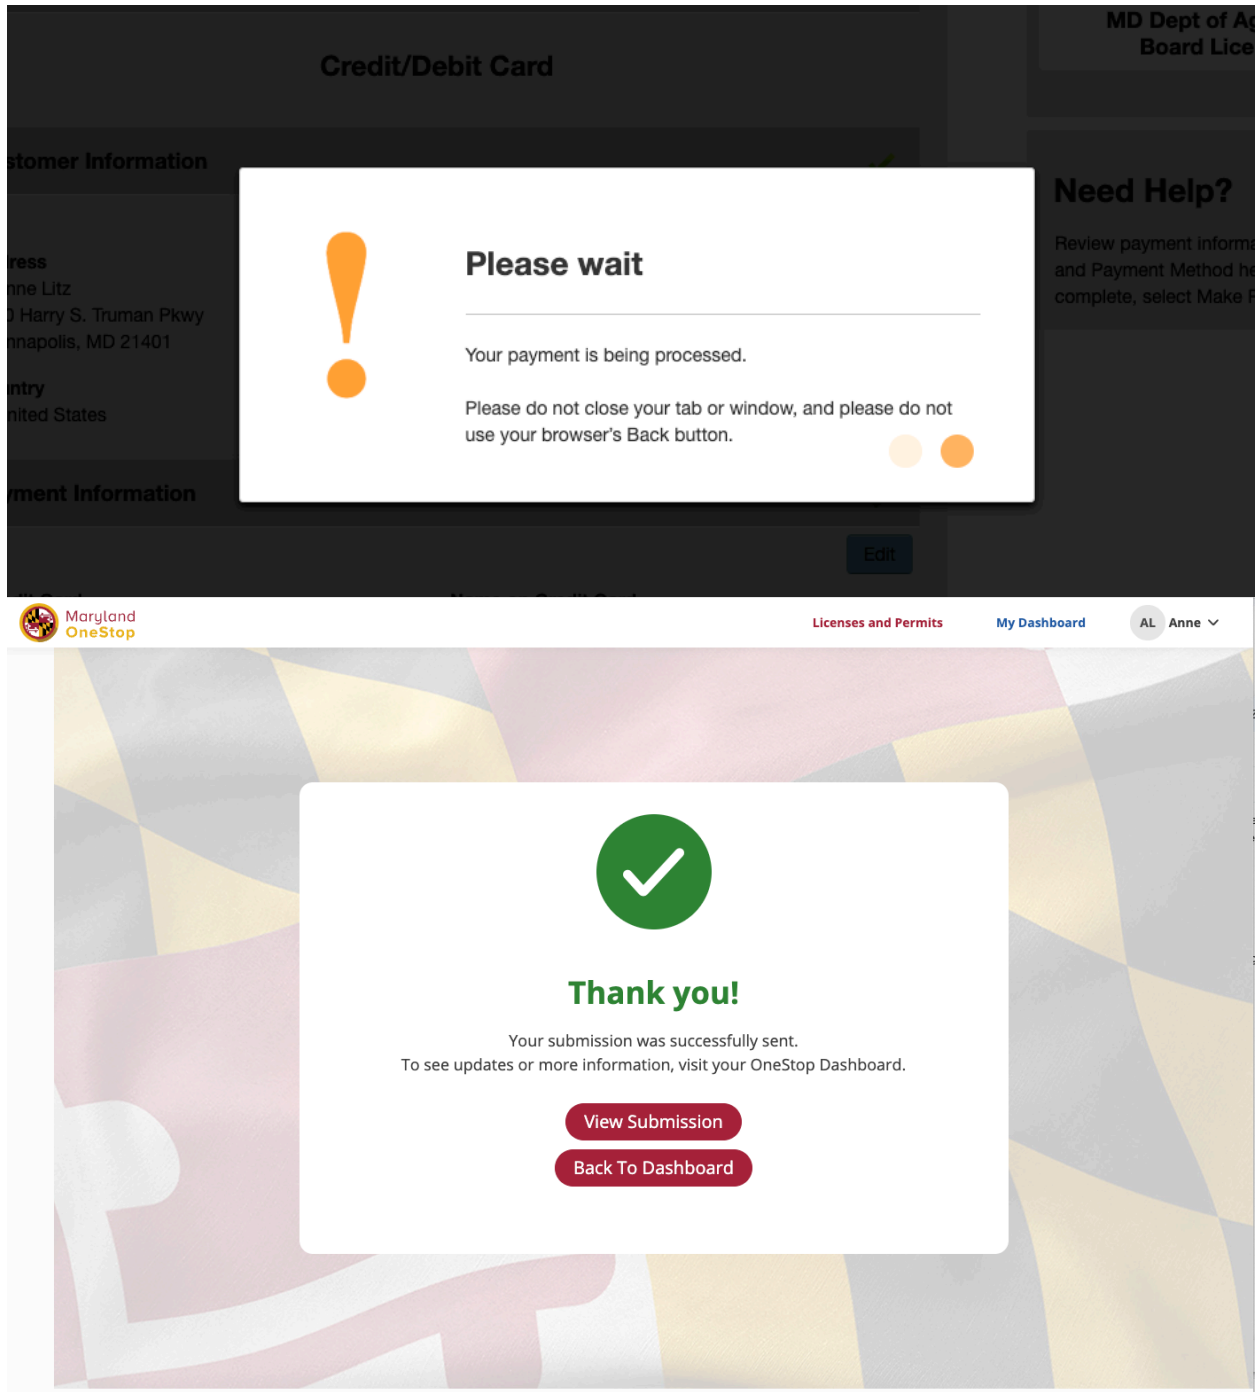 MD Dept of Ag
Board Lice
Credit/Debit Card
stomer Information
Need Help?
Review payment informa
and Payment Method he
complete, select Make
ress
nne Litz
Harry S. Truman Pkwy
nnapolis, MD 21401
ntry
nited States
Please wait
Your payment is being processed.
Please do not close your tab or window, and please do not
use your browser's Back button.
yment Information
Edit
Maryland
OneStop
Licenses and Permits
My Dashboard
AL Anne
Thank you!
Your submission was successfully sent.
To see updates or more information, visit your OneStop Dashboard.
View Submission
Back To Dashboard